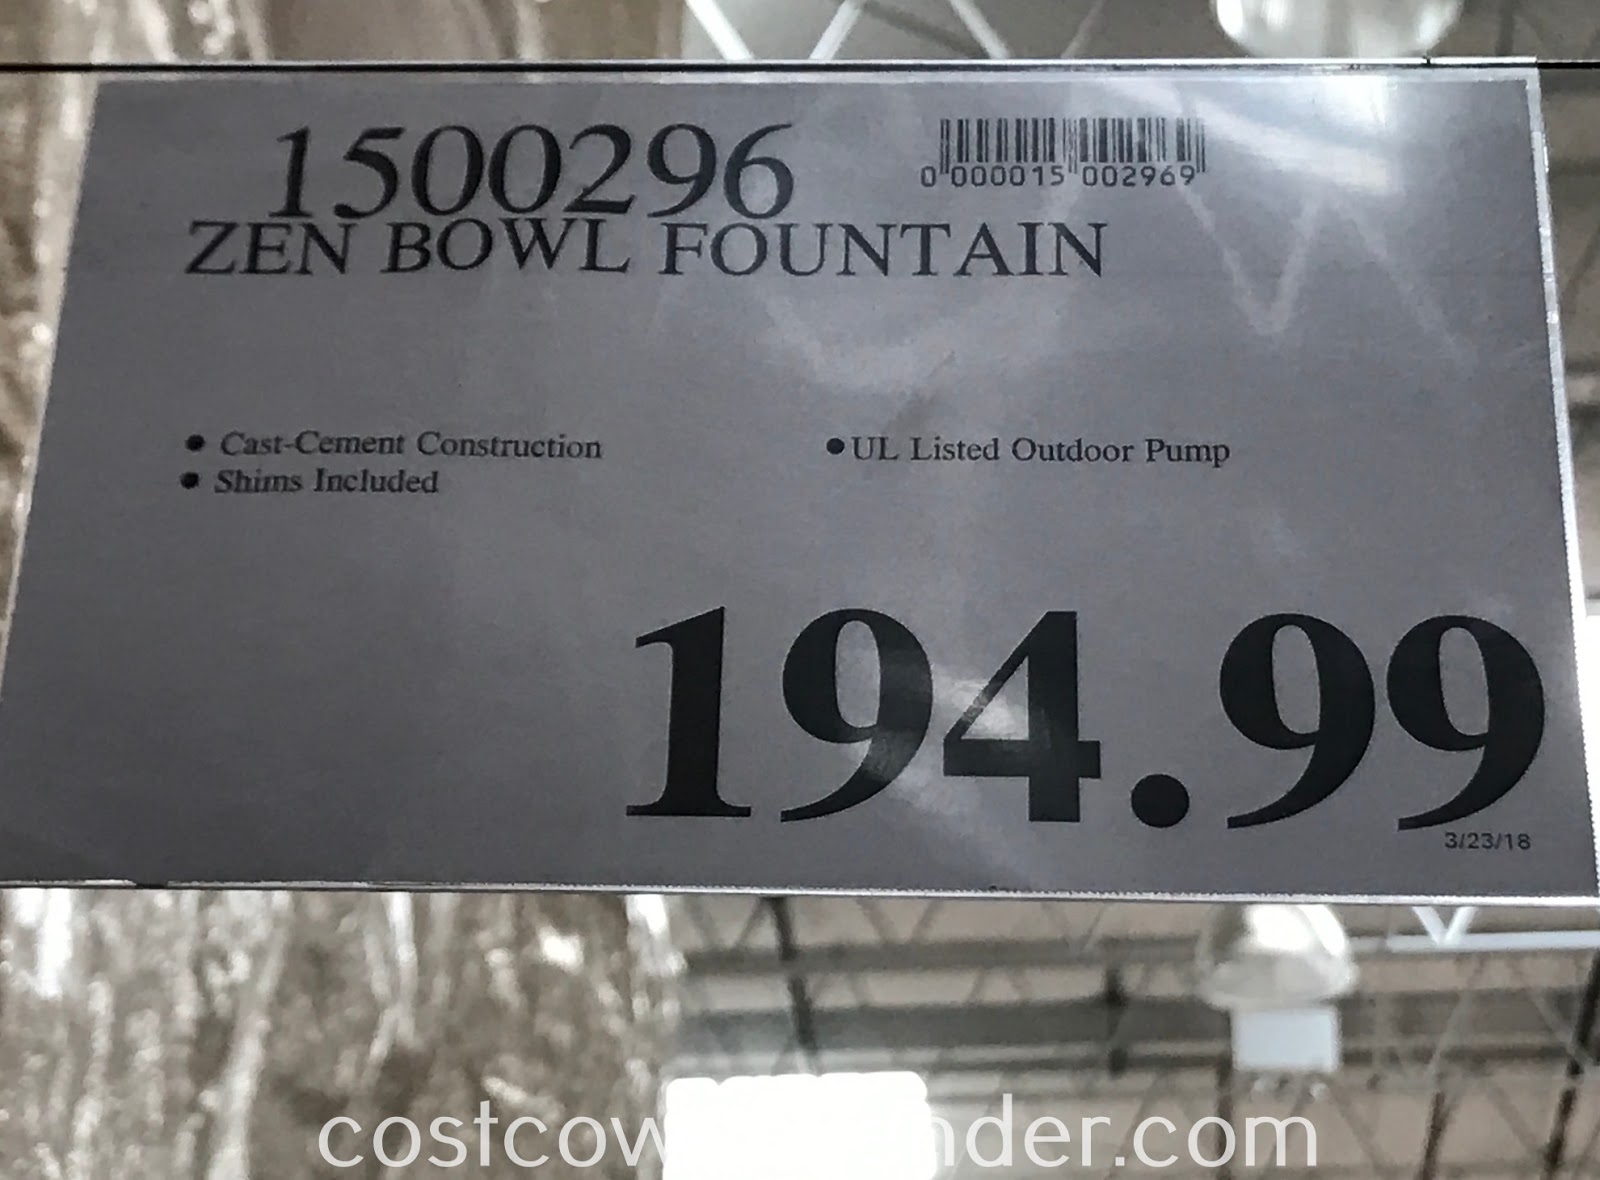 1500296
0 000015 002969
ZEN BOWL FOUNTAIN
• Cast-Cement Construction
• UL Listed Outdoor Pump
• Shims Included
194.99
3/23/18